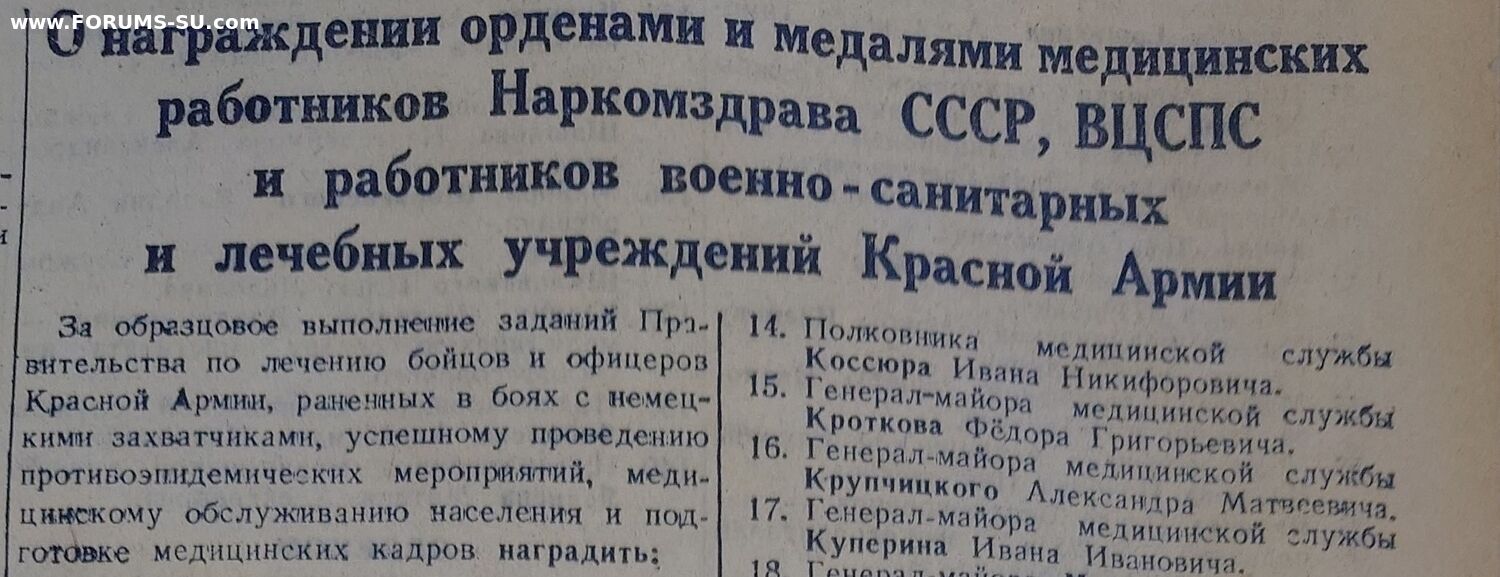 www.FORUMS-SU.com
О награждении орденами и медалями медицинских
работников Наркомздрава СССР, ВЦСПС
и работников военно-санитарных
и лечебных учреждений Красной Армии
За образцовое выполнение заданий Пра-
вительства по лечению бойцов и офицеров
Красной Армии, раненных в боях с немец-
кими захватчиками, успешному проведению
противоэпидемических мероприятий, меди-
цинскому обслуживанию населения и под-
готовке медицинских кадров наградить:
14. Полковника медицинской службы
Коссюра Ивана Никифоровича.
15. Генерал-майора медицинской службы
Кроткова Фёдора Григорьевича.
16. Генерал-майора медицинской службы
Крупчицкого Александра Матвеевича.
17. Генерал-майора медицинской службы
Куперина Ивана Ивановича.
18. Генерал-майора